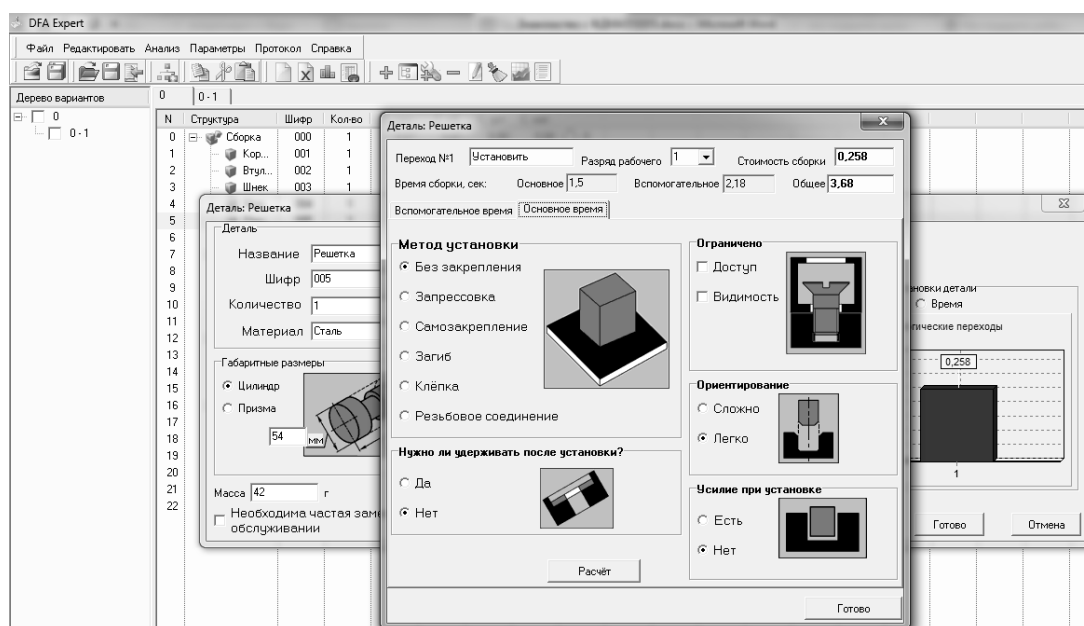 DFA Expert
Файл Редактировать Анализ Параметры Протокол Справка
Дерево вариантов
0
0 - 1
0
0 - 1
N Структура Шифр Кол-во
0 Сборка 000 1
1 Кор... 001 1
2 Втул... 002 1
3 Шнек 003 1
4
5
6
7
8
9
10
11
12
13
14
15
16
17
18
19
20
21
22
Деталь: Решетка
Деталь
Название Решетка
Шифр 005
Количество 1
Материал Сталь
Габаритные размеры
Цилиндр
Призма
54 мм
Масса 42 г
Необходима частая
обслуживании
Деталь: Решетка
Переход №1 Установить Разряд рабочего 1 Стоимость сборки 0,258
Время сборки, сек: Основное 1,5 Вспомогательное 2,18 Общее 3,68
Вспомогательное время Основное время
Метод установки
Без закрепления
Запрессовка
Самозакрепление
Загиб
Клёпка
Резьбовое соединение
Нужно ли удерживать после установки?
Да
Нет
Расчёт
Ограничено
Доступ
Видимость
Ориентирование
Сложно
Легко
Усилие при установке
Есть
Нет
Готово
детали
Время
переходы
0,258
1
Готово Отмена